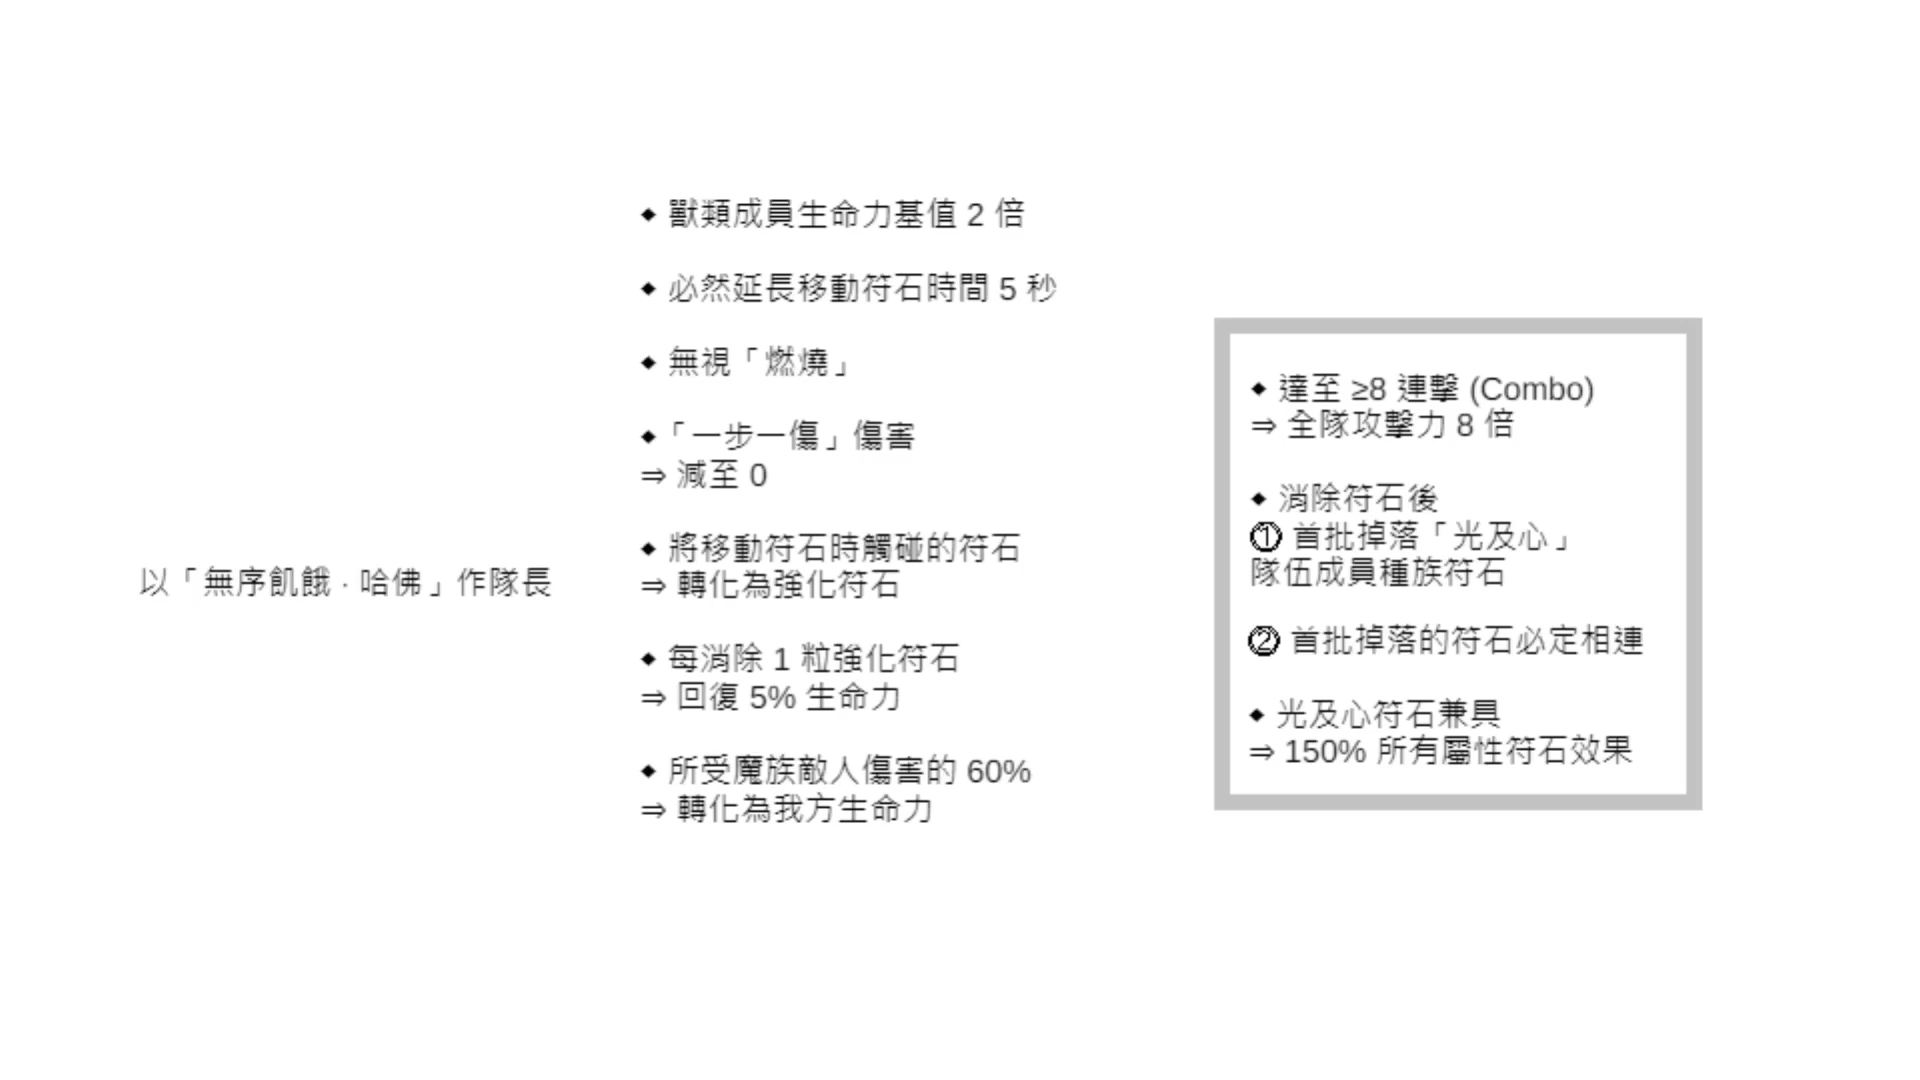 以「無序飢餓 · 哈佛」作隊長
◆ 獸類成員生命力基值 2 倍
◆ 必然延長移動符石時間 5 秒
◆ 無視「燃燒」
◆「一步一傷」傷害
⇒ 減至 0
◆ 將移動符石時觸碰的符石
⇒ 轉化為強化符石
◆ 每消除 1 粒強化符石
⇒ 回復 5% 生命力
◆ 所受魔族敵人傷害的 60%
⇒ 轉化為我方生命力
◆ 達至 ≥8 連擊 (Combo)
⇒ 全隊攻擊力 8 倍
◆ 消除符石後
① 首批掉落「光及心」
隊伍成員種族符石
② 首批掉落的符石必定相連
◆ 光及心符石兼具
⇒ 150% 所有屬性符石效果